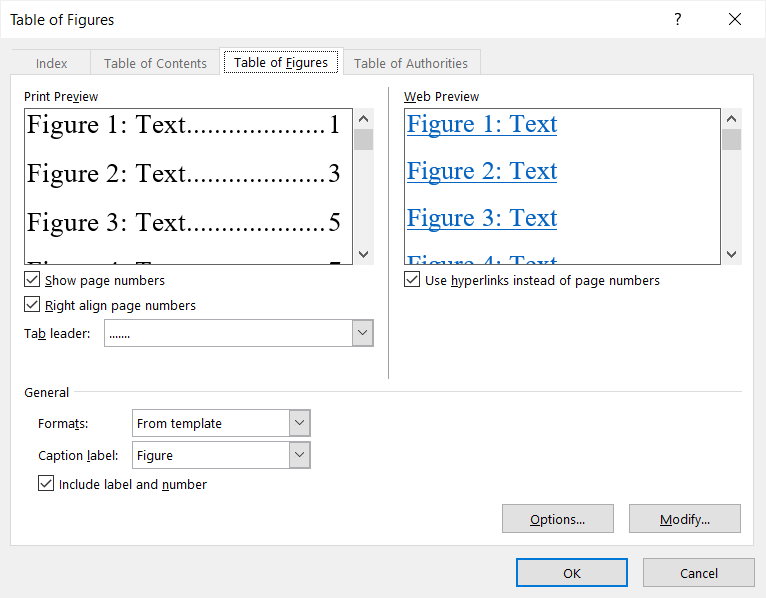 Table of Figures
?
Index
Table of Contents
Table of Figures
Table of Authorities
Print Preview
Figure 1: Text.....................1
Figure 2: Text.....................3
Figure 3: Text.....................5
Show page numbers
Right align page numbers
Tab leader: .......
Web Preview
Figure 1: Text
Figure 2: Text
Figure 3: Text
Figure 4: Text
Use hyperlinks instead of page numbers
General
Formats: From template
Caption label: Figure
Include label and number
Options...
Modify...
OK
Cancel